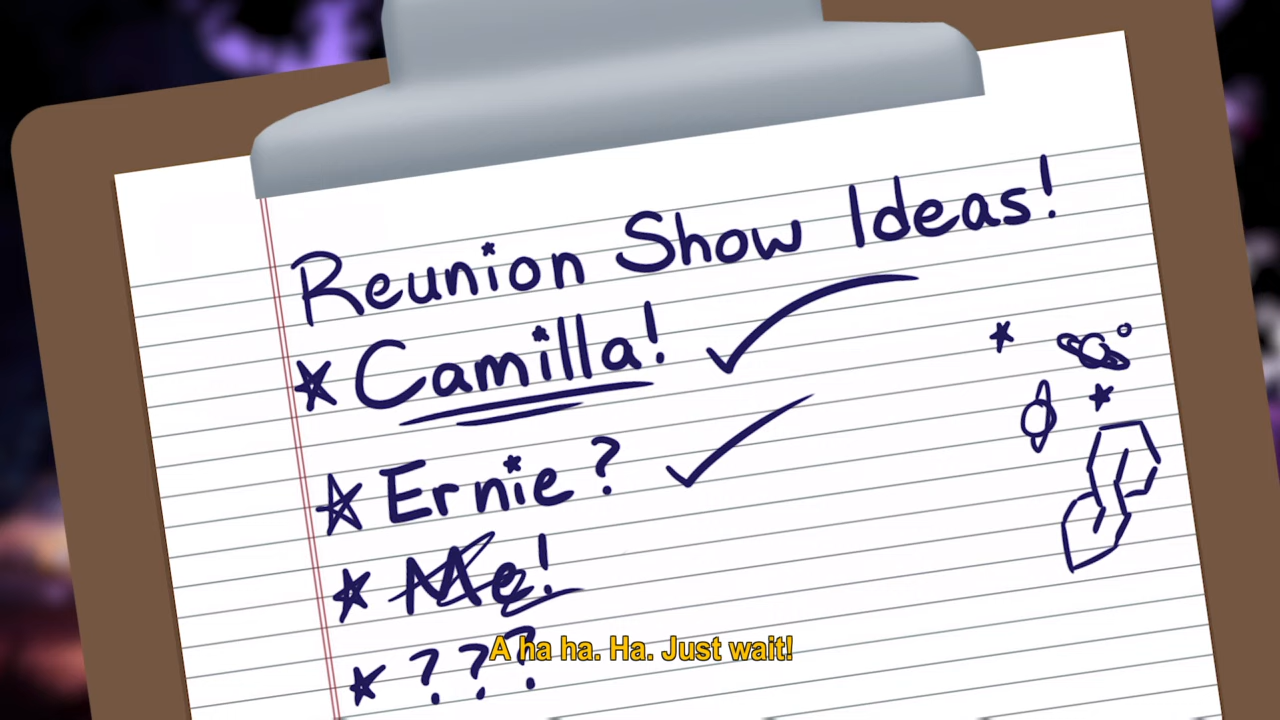 Reunion Show Ideas!
★ Camilla!
★ Ernie?
★ Me!
★ ???
A ha ha. Ha. Just wait!